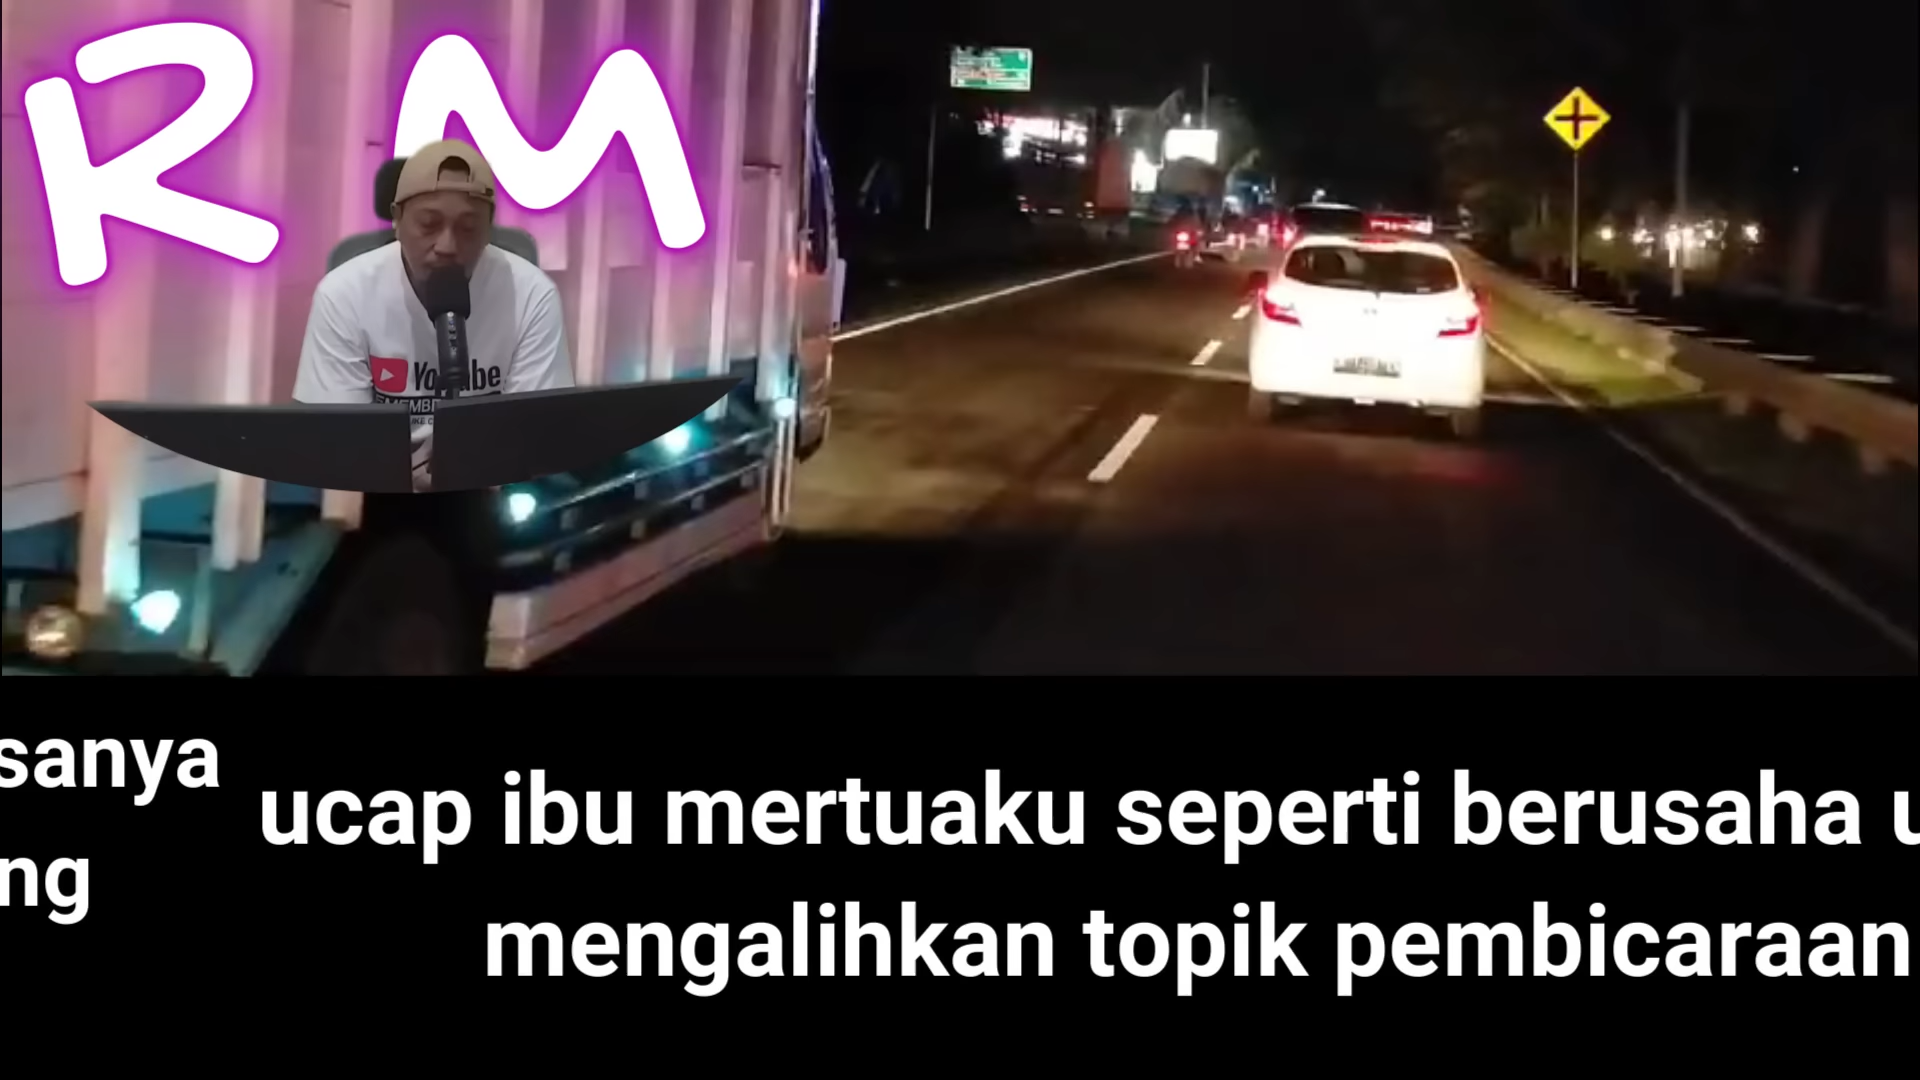 R M
YouTube
sanya
ng
ucap ibu mertuaku seperti berusaha u
mengalihkan topik pembicaraan